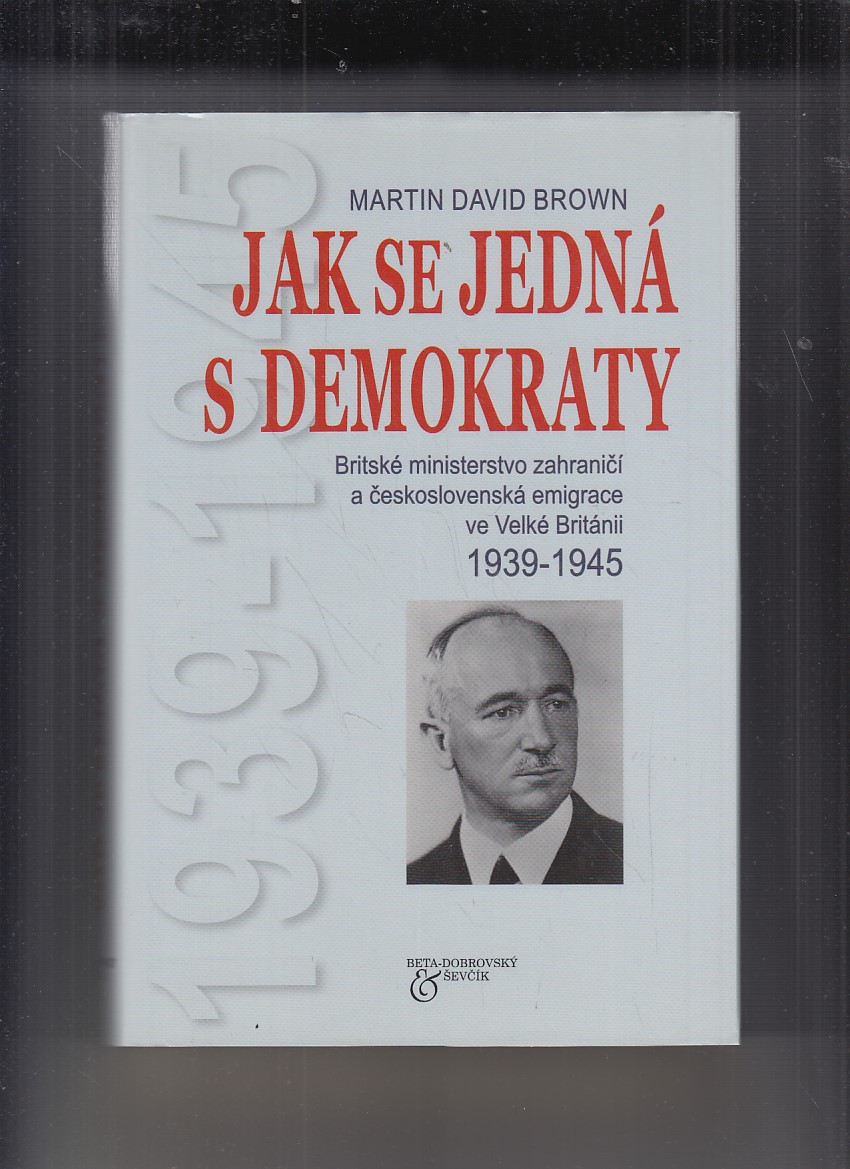 1939-1945
MARTIN DAVID BROWN
JAK SE JEDNÁ
S DEMOKRATY
Britské ministerstvo zahraničí
a československá emigrace
ve Velké Británii
1939-1945
BETA-DOBROVSKÝ
& ŠEVČÍK